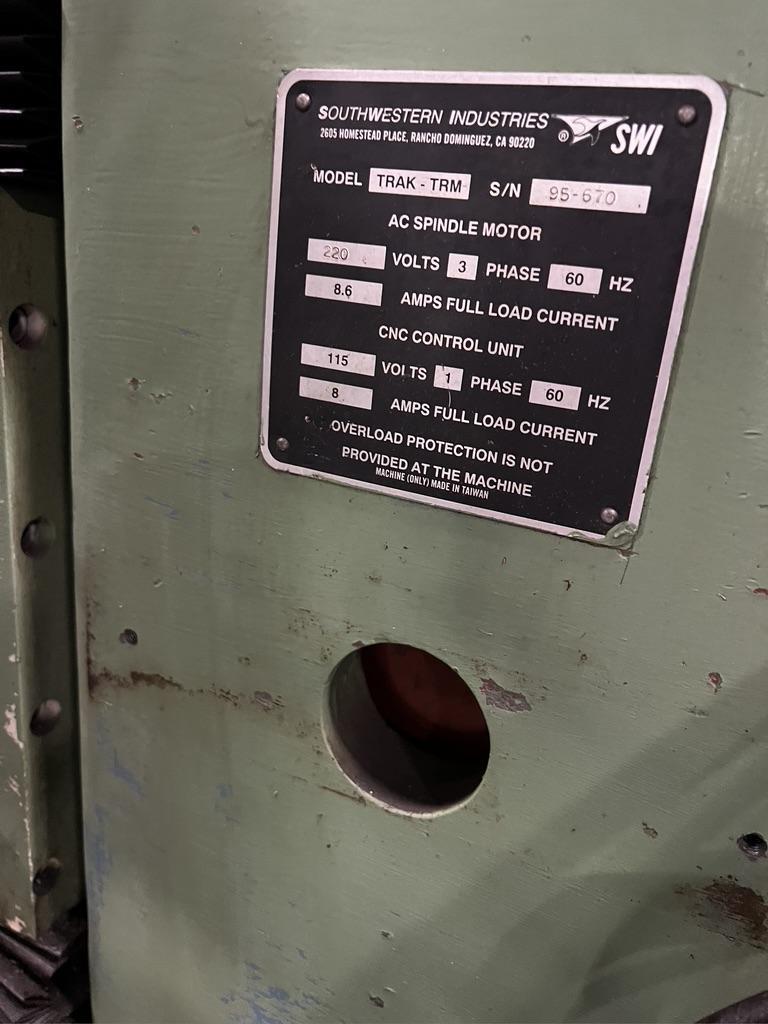 SOUTHWESTERN INDUSTRIES ® SWI
2605 HOMESTEAD PLACE, RANCHO DOMINGUEZ, CA 90220
MODEL TRAK - TRM S/N 95-670
AC SPINDLE MOTOR
220 VOLTS 3 PHASE 60 HZ
8.6 AMPS FULL LOAD CURRENT
CNC CONTROL UNIT
115 VOLTS 1 PHASE 60 HZ
8 AMPS FULL LOAD CURRENT
OVERLOAD PROTECTION IS NOT
PROVIDED AT THE MACHINE
MACHINE (ONLY) MADE IN TAIWAN